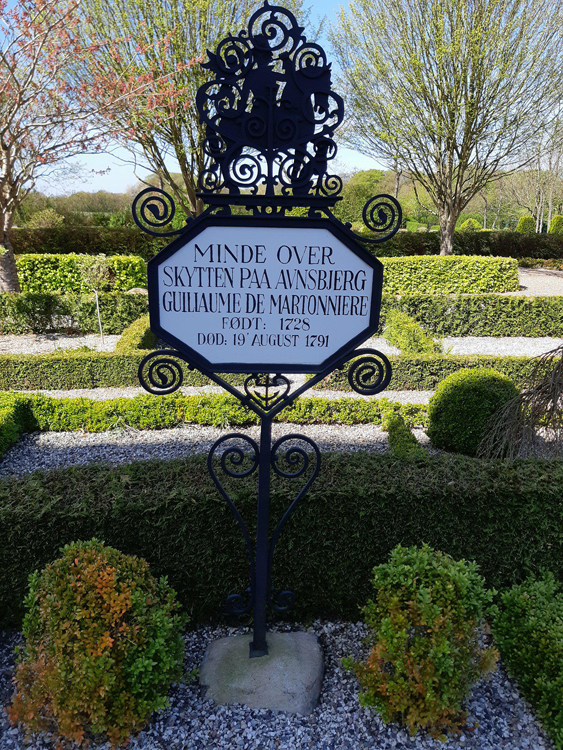 MINDE OVER
SKYTTEN PAA AVNSBJERG
GUILIAUME DE MARTONNIERE
FØDT: 1728
DØD: 19' AUGUST 1791